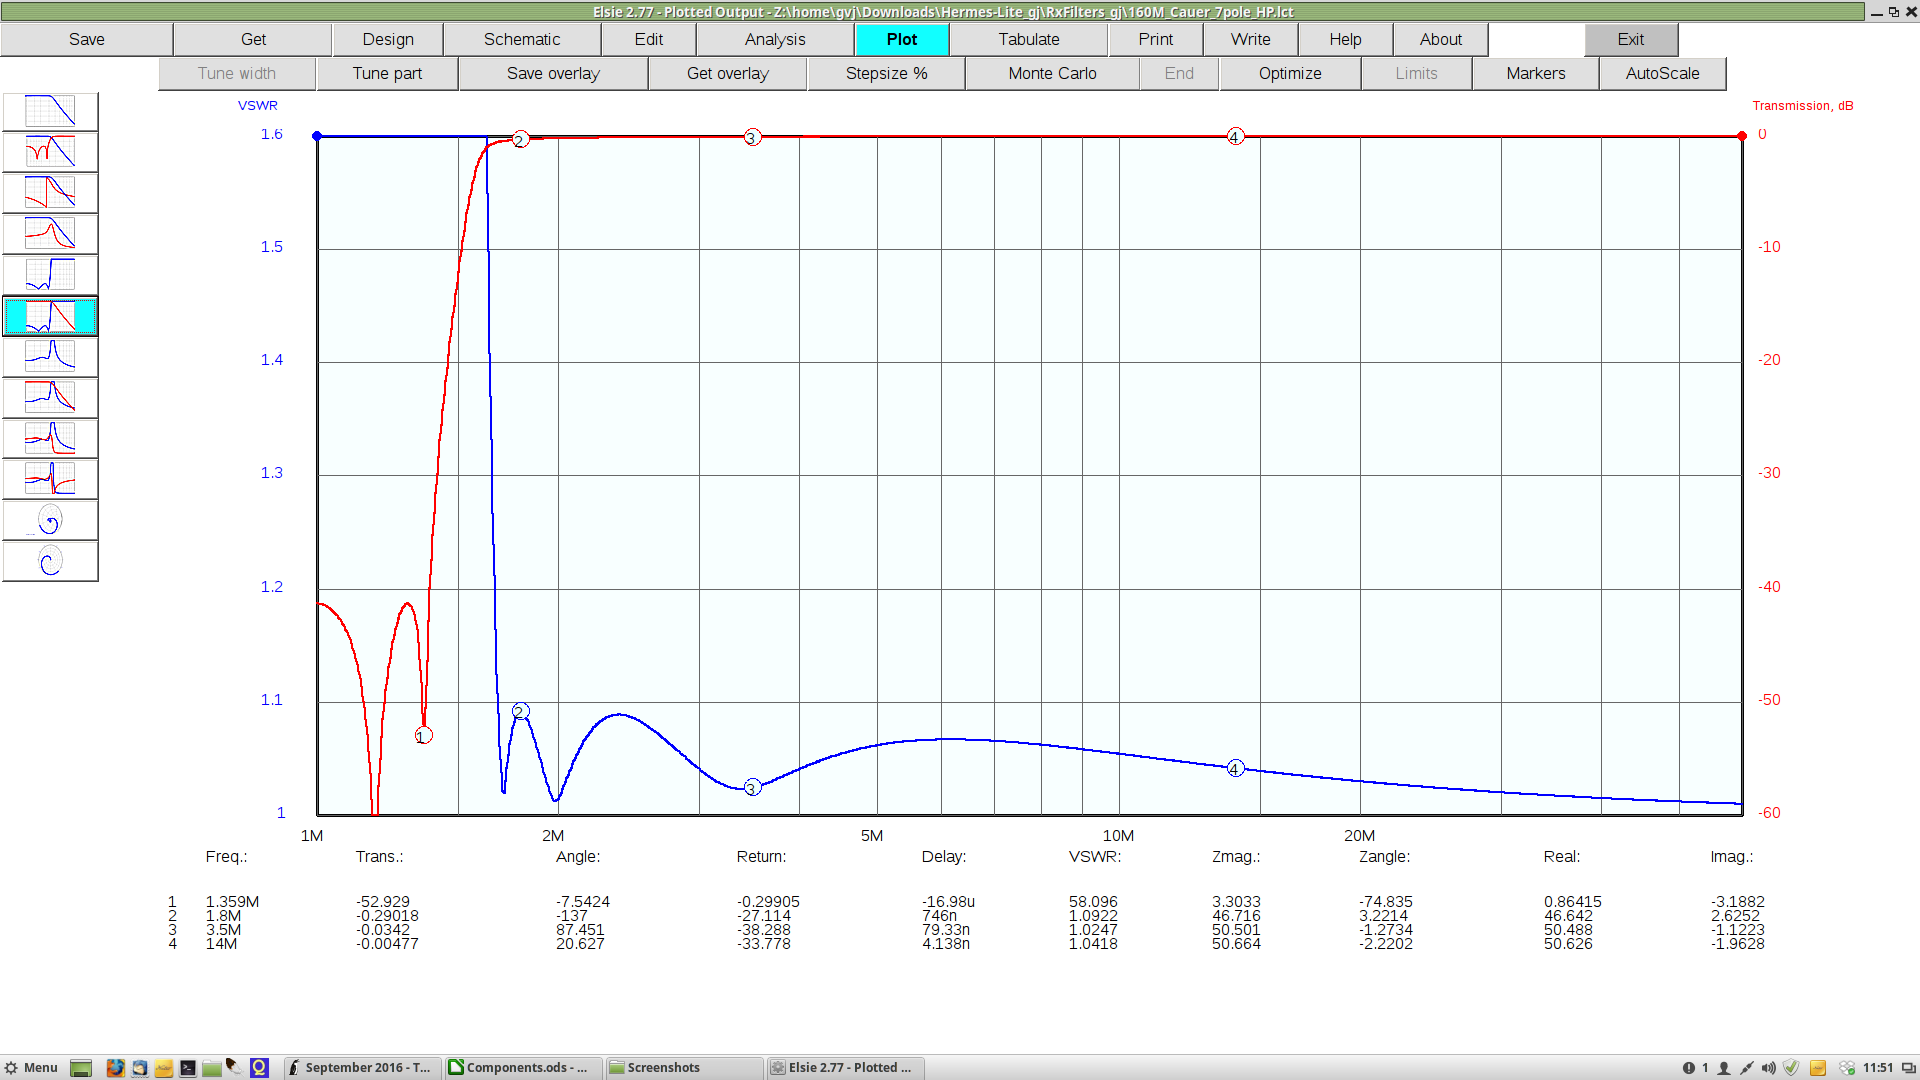 Elsie 2.77 - Plotted Output - Z:\home\gvj\Downloads\Hermes-Lite_gj\RxFilters_gj\160M_Cauer_7pole_HP.lct
Save Get Design Schematic Edit Analysis Plot Tabulate Print Write Help About Exit
Tune width Tune part Save overlay Get overlay Stepsize % Monte Carlo End Optimize Limits Markers AutoScale
VSWR Transmission, dB
1.6 0
2 3 4
1.5 -10
1.4 -20
1.3 -30
1.2 -40
1.1 -50
2
1
4
3
1 -60
1M 2M 5M 10M 20M
Freq.: Trans.: Angle: Return: Delay: VSWR: Zmag.: Zangle: Real: Imag.:
1 1.359M -52.929 -7.5424 -0.29905 -16.98u 58.096 3.3033 -74.835 0.86415 -3.1882
2 1.8M -0.29018 -137 -27.114 746n 1.0922 46.716 3.2214 46.642 2.6252
3 3.5M -0.0342 87.451 -38.288 79.33n 1.0247 50.501 -1.2734 50.488 -1.1223
4 14M -0.00477 20.627 -33.778 4.138n 1.0418 50.664 -2.2202 50.626 -1.9628
Menu September 2016 - T... Components.ods - ... Screenshots Elsie 2.77 - Plotted ... 1 11:51